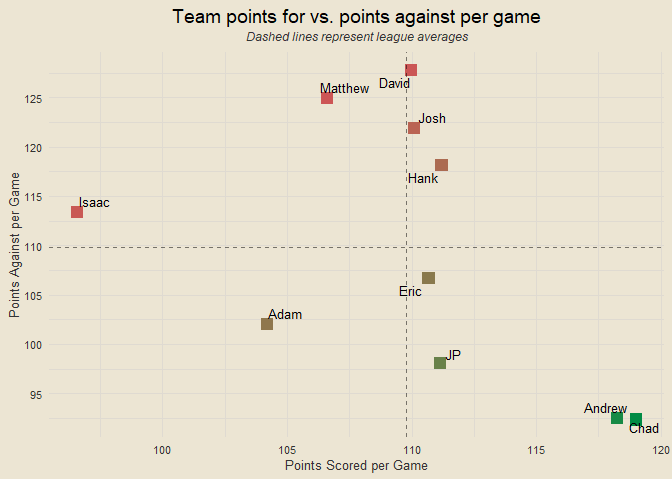 Team points for vs. points against per game
Dashed lines represent league averages
David
Matthew
125
Josh
120
Hank
Isaac
115
110
Eric
105
Adam
100
JP
95
Andrew
Chad
100
105
110
115
120
Points Scored per Game
Points Against per Game